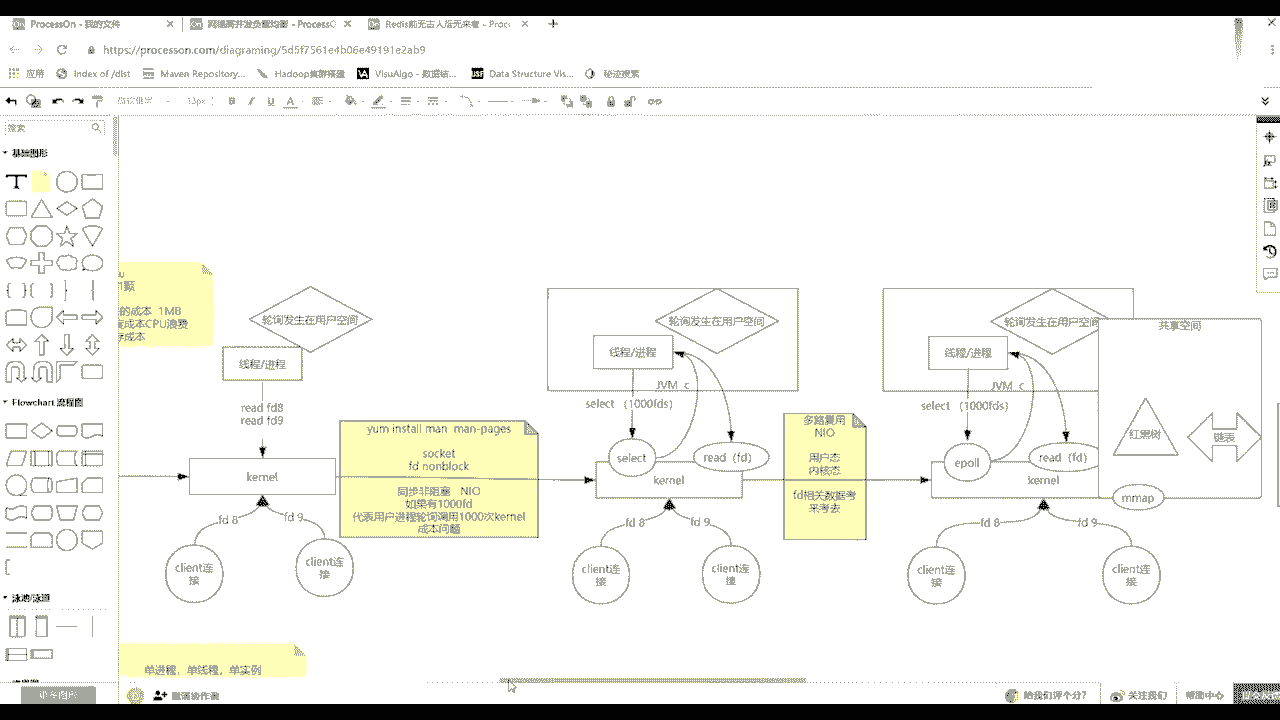 ProcessOn - 我的文件
网络高并发负载均衡 - ProcessO
Redis前无古人后无来者 - Proc
https://processon.com/diagraming/5d5f7561e4b06e49191e2ab9
应用
Index of /dist
Maven Repository...
Hadoop集群搭建
VisuAlgo - 数据结...
Data Structure Vis...
秘迹搜索
搜索
基础图形
Flowchart 流程图
泳池/泳道
更多图形
1颗
的成本 1MB
成本CPU浪费
存成本
轮询发生在用户空间
线程/进程
read fd8
read fd9
kernel
fd 8
fd 9
client连
接
client连
接
yum install man man-pages
socket
fd nonblock
同步非阻塞 NIO
如果有1000fd
代表用户进程轮询调用1000次kernel
成本问题
轮询发生在用户空间
线程/进程
JVM c
select （1000fds）
select
read（fd）
kernel
fd 8
fd 9
client连
接
client连
接
多路复用
NIO
用户态
内核态
fd相关数据考
来考去
轮询发生在用户空间
线程/进程
JVM c
select （1000fds）
epoll
read（fd）
kernel
fd 8
fd 9
client连
接
client连
接
共享空间
红黑树
链表
mmap
单进程，单线程，单实例
邀请协作者
给我们评个分？
关注我们
帮助中心